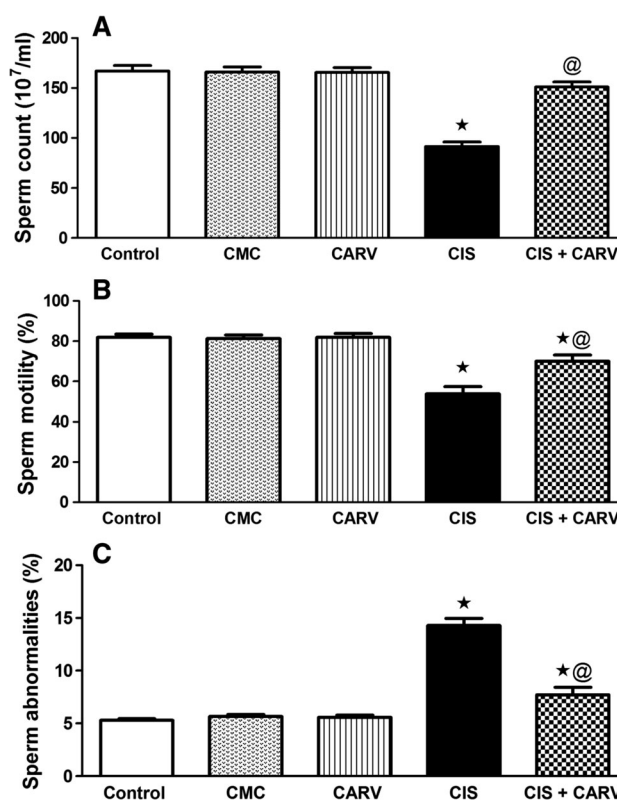 A
Sperm count (10⁷/ml)
200
150
100
50
0
★
@
Control CMC CARV CIS CIS + CARV
B
Sperm motility (%)
100
80
60
40
20
0
★
★@
Control CMC CARV CIS CIS + CARV
C
Sperm abnormalities (%)
20
15
10
5
0
★
★@
Control CMC CARV CIS CIS + CARV